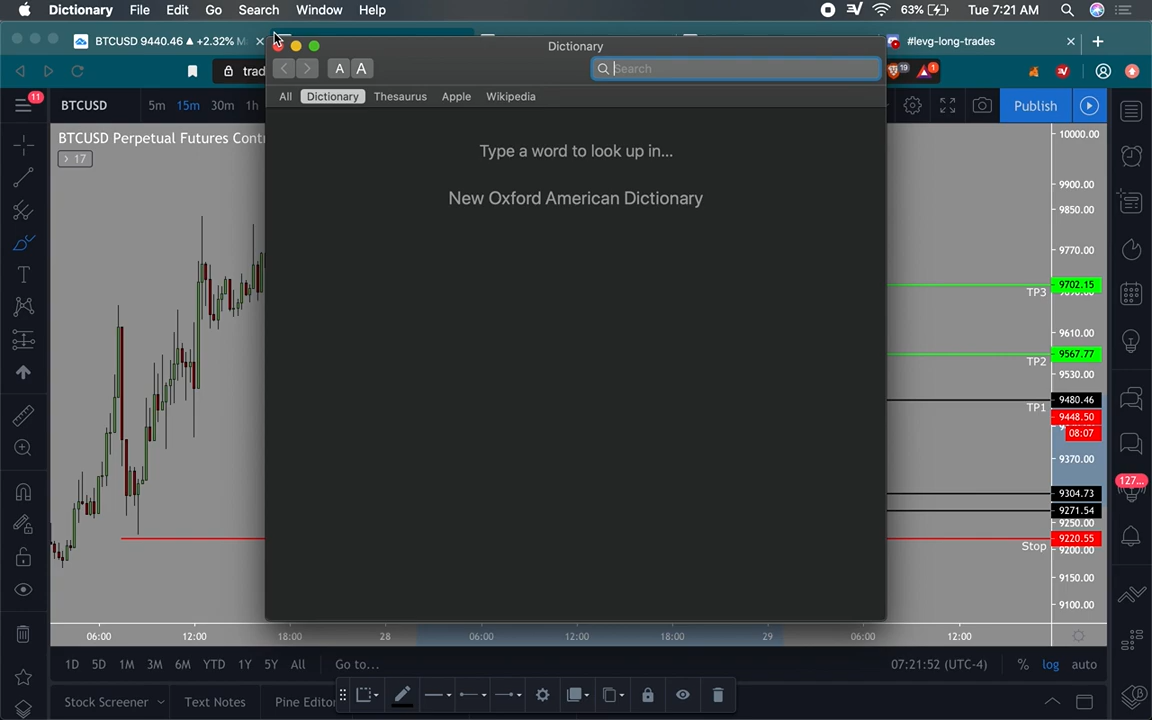 Dictionary File Edit Go Search Window Help
63% Tue 7:21 AM
BTCUSD 9440.46 ▲ +2.32% M
#levg-long-trades
Dictionary
trad
A A
Search
19
1
All Dictionary Thesaurus Apple Wikipedia
11
BTCUSD 5m 15m 30m 1h
Publish
BTCUSD Perpetual Futures Cont
> 17
Type a word to look up in...
New Oxford American Dictionary
10000.00
9900.00
9850.00
9770.00
TP3 9702.15
9610.00
TP2 9567.77
9530.00
9480.46
TP1
9448.50
08:07
9370.00
127...
9304.73
9271.54
9250.00
9220.55
Stop
9200.00
9150.00
9100.00
06:00 12:00 18:00 28 06:00 12:00 18:00 29 06:00 12:00
1D 5D 1M 3M 6M YTD 1Y 5Y All Go to... 07:21:52 (UTC-4) % log auto
Stock Screener Text Notes Pine Editor